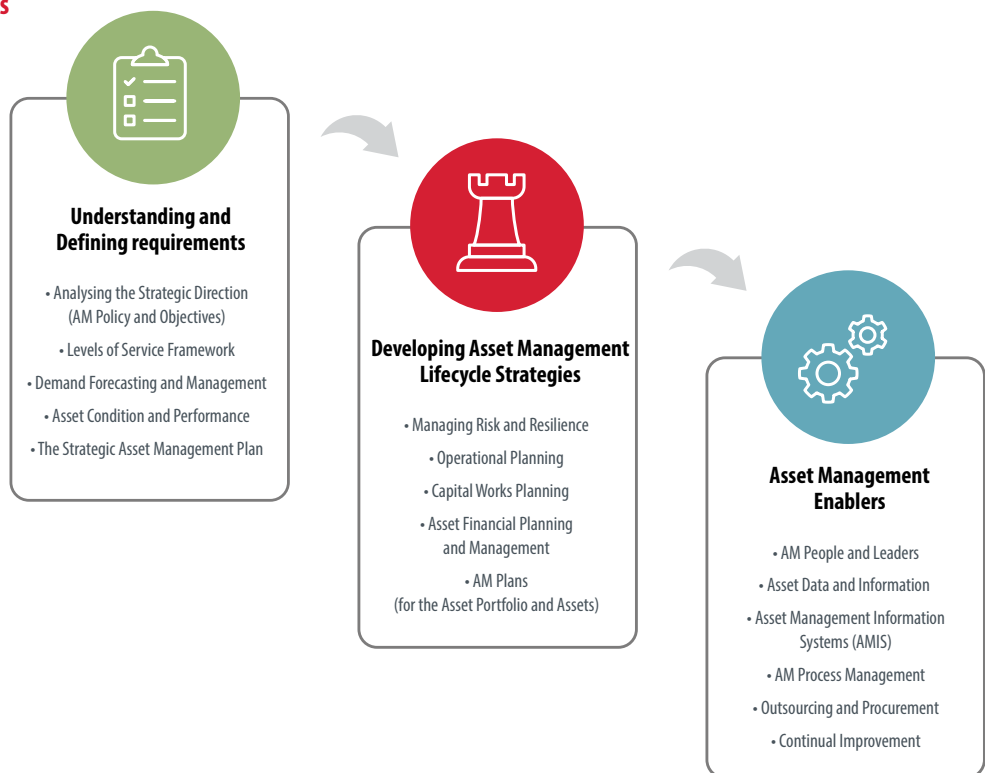 Understanding and
Defining requirements
• Analysing the Strategic Direction
(AM Policy and Objectives)
• Levels of Service Framework
• Demand Forecasting and Management
• Asset Condition and Performance
• The Strategic Asset Management Plan
Developing Asset Management
Lifecycle Strategies
• Managing Risk and Resilience
• Operational Planning
• Capital Works Planning
• Asset Financial Planning
and Management
• AM Plans
(for the Asset Portfolio and Assets)
Asset Management
Enablers
• AM People and Leaders
• Asset Data and Information
• Asset Management Information
Systems (AMIS)
• AM Process Management
• Outsourcing and Procurement
• Continual Improvement